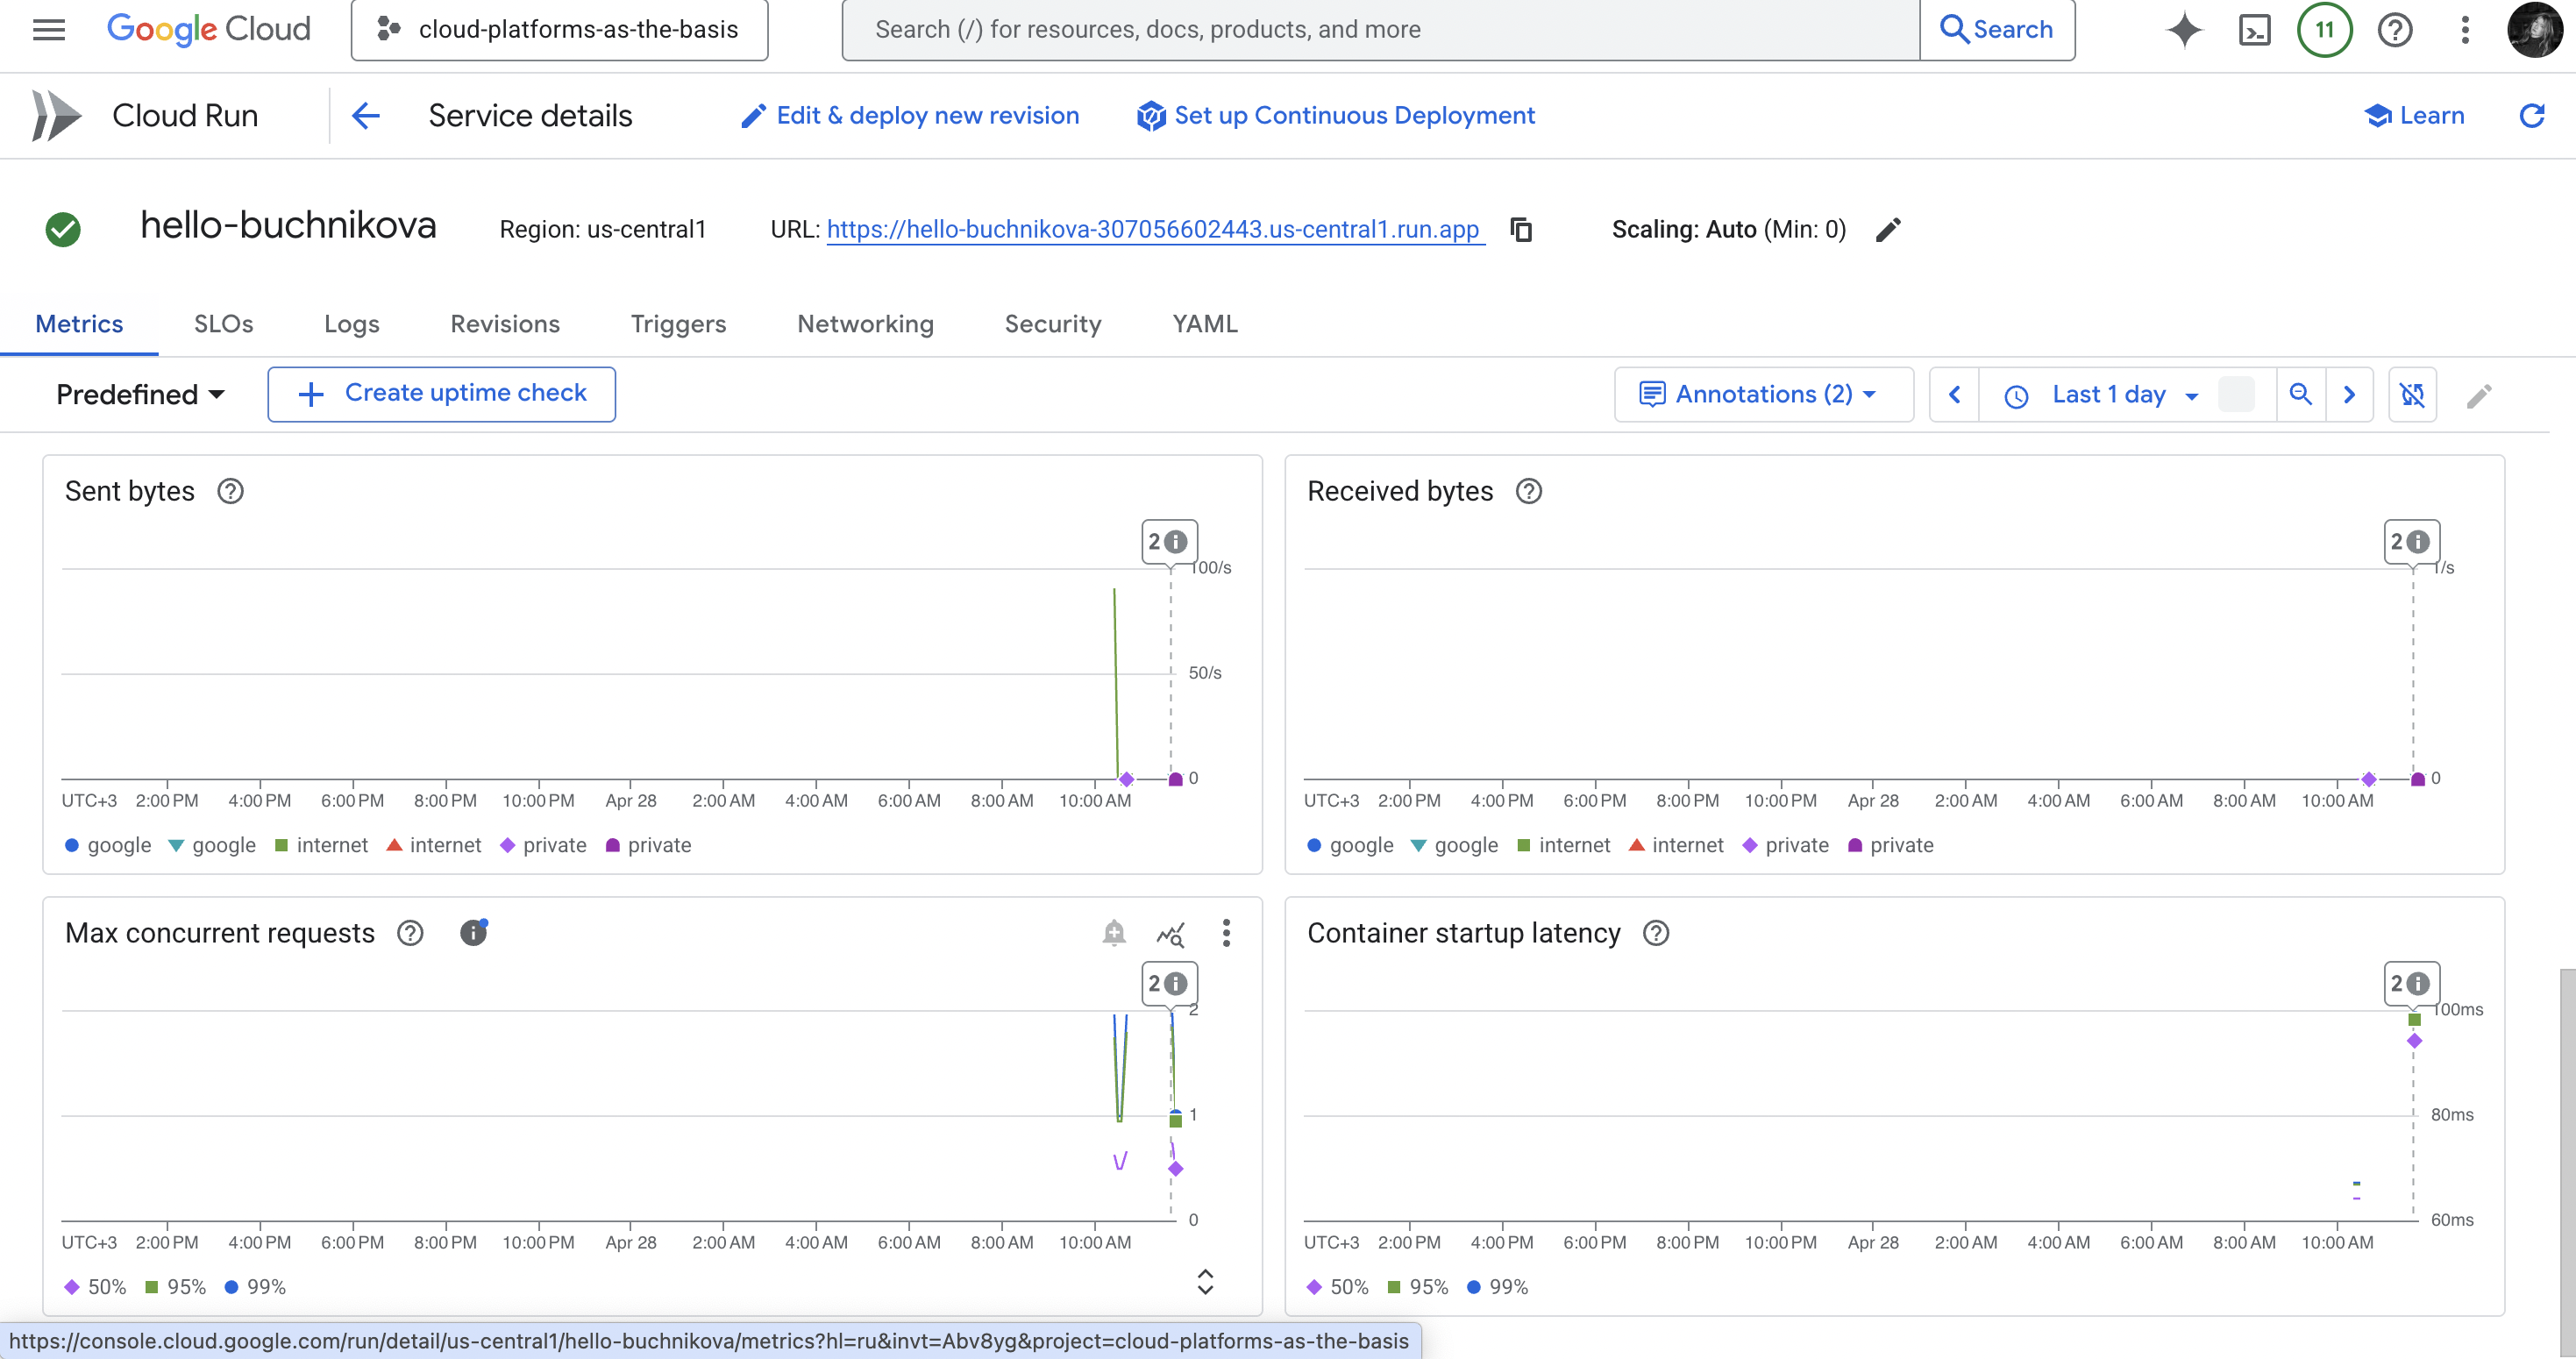 Google Cloud
cloud-platforms-as-the-basis
Search (/) for resources, docs, products, and more
Search
11
Cloud Run
Service details
Edit & deploy new revision
Set up Continuous Deployment
Learn
hello-buchnikova
Region: us-central1
URL: https://hello-buchnikova-307056602443.us-central1.run.app
Scaling: Auto (Min: 0)
Metrics
SLOs
Logs
Revisions
Triggers
Networking
Security
YAML
Predefined
Create uptime check
Annotations (2)
Last 1 day
Sent bytes
2
100/s
50/s
0
UTC+3 2:00 PM 4:00 PM 6:00 PM 8:00 PM 10:00 PM Apr 28 2:00 AM 4:00 AM 6:00 AM 8:00 AM 10:00 AM
google google internet internet private private
Received bytes
2
1/s
0
UTC+3 2:00 PM 4:00 PM 6:00 PM 8:00 PM 10:00 PM Apr 28 2:00 AM 4:00 AM 6:00 AM 8:00 AM 10:00 AM
google google internet internet private private
Max concurrent requests
2
2
1
0
UTC+3 2:00 PM 4:00 PM 6:00 PM 8:00 PM 10:00 PM Apr 28 2:00 AM 4:00 AM 6:00 AM 8:00 AM 10:00 AM
50% 95% 99%
Container startup latency
2
100ms
80ms
60ms
UTC+3 2:00 PM 4:00 PM 6:00 PM 8:00 PM 10:00 PM Apr 28 2:00 AM 4:00 AM 6:00 AM 8:00 AM 10:00 AM
50% 95% 99%
https://console.cloud.google.com/run/detail/us-central1/hello-buchnikova/metrics?hl=ru&invt=Abv8yg&project=cloud-platforms-as-the-basis